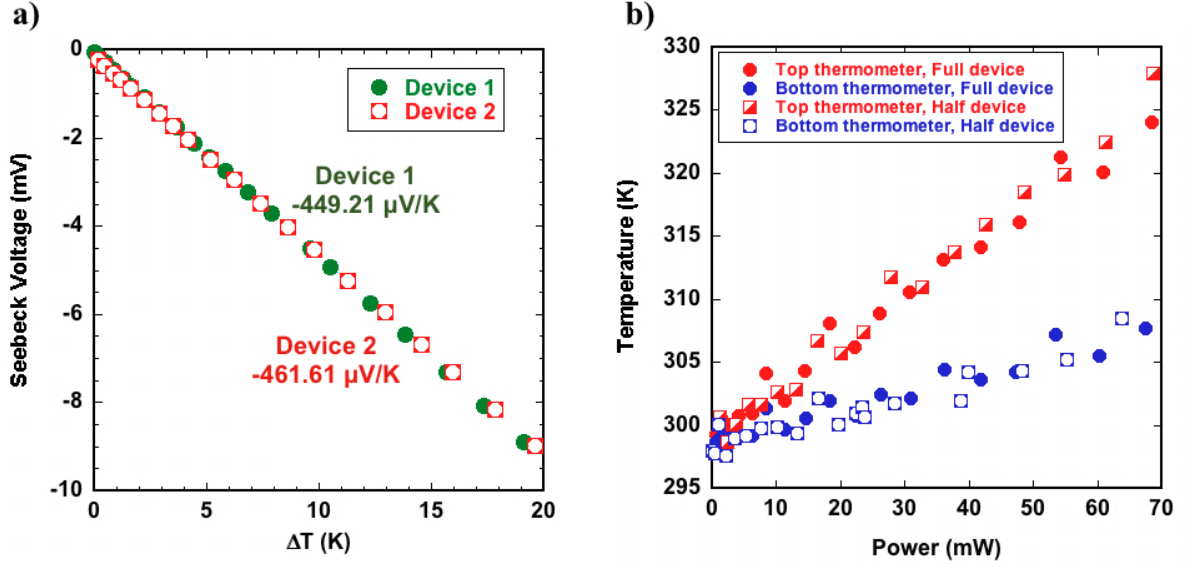 a)
0
-2
-4
-6
-8
-10
Seebeck Voltage (mV)
Device 1
Device 2
Device 1
-449.21 µV/K
Device 2
-461.61 µV/K
0 5 10 15 20
ΔT (K)
b)
330
325
320
315
310
305
300
295
Temperature (K)
Top thermometer, Full device
Bottom thermometer, Full device
Top thermometer, Half device
Bottom thermometer, Half device
0 10 20 30 40 50 60 70
Power (mW)